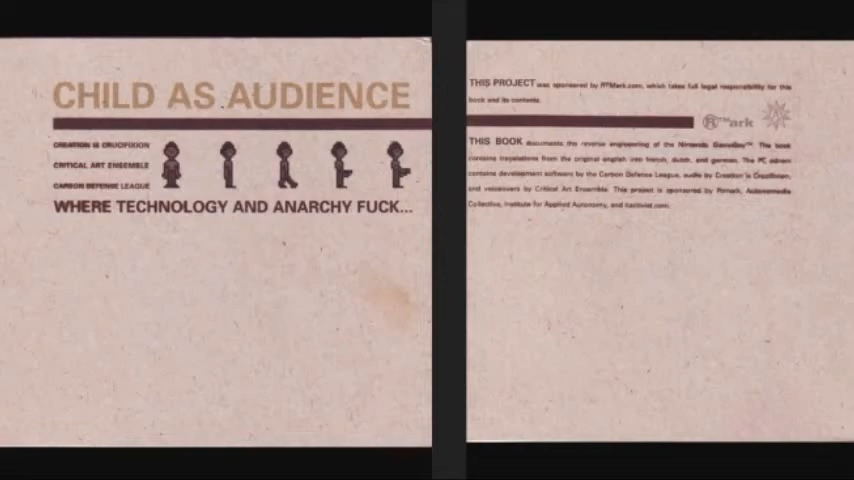 CHILD AS AUDIENCE
CREATION IS CRUCIFIXION
CRITICAL ART ENSEMBLE
CARBON DEFENSE LEAGUE
WHERE TECHNOLOGY AND ANARCHY FUCK...
THIS PROJECT was sponsored by RTMark.com, which takes full legal responsibility for this
book and its contents.
®™ark
THIS BOOK documents the reverse engineering of the Nintendo GameBoy™. The book
contains translations from the original english into french, dutch, and german. The PC cdrom
contains development software by the Carbon Defense League, audio by Creation is Crucifixion,
and voiceovers by Critical Art Ensemble. This project is sponsored by Rtmark, Autonomedia
Collective, Institute for Applied Autonomy, and hactivist.com.